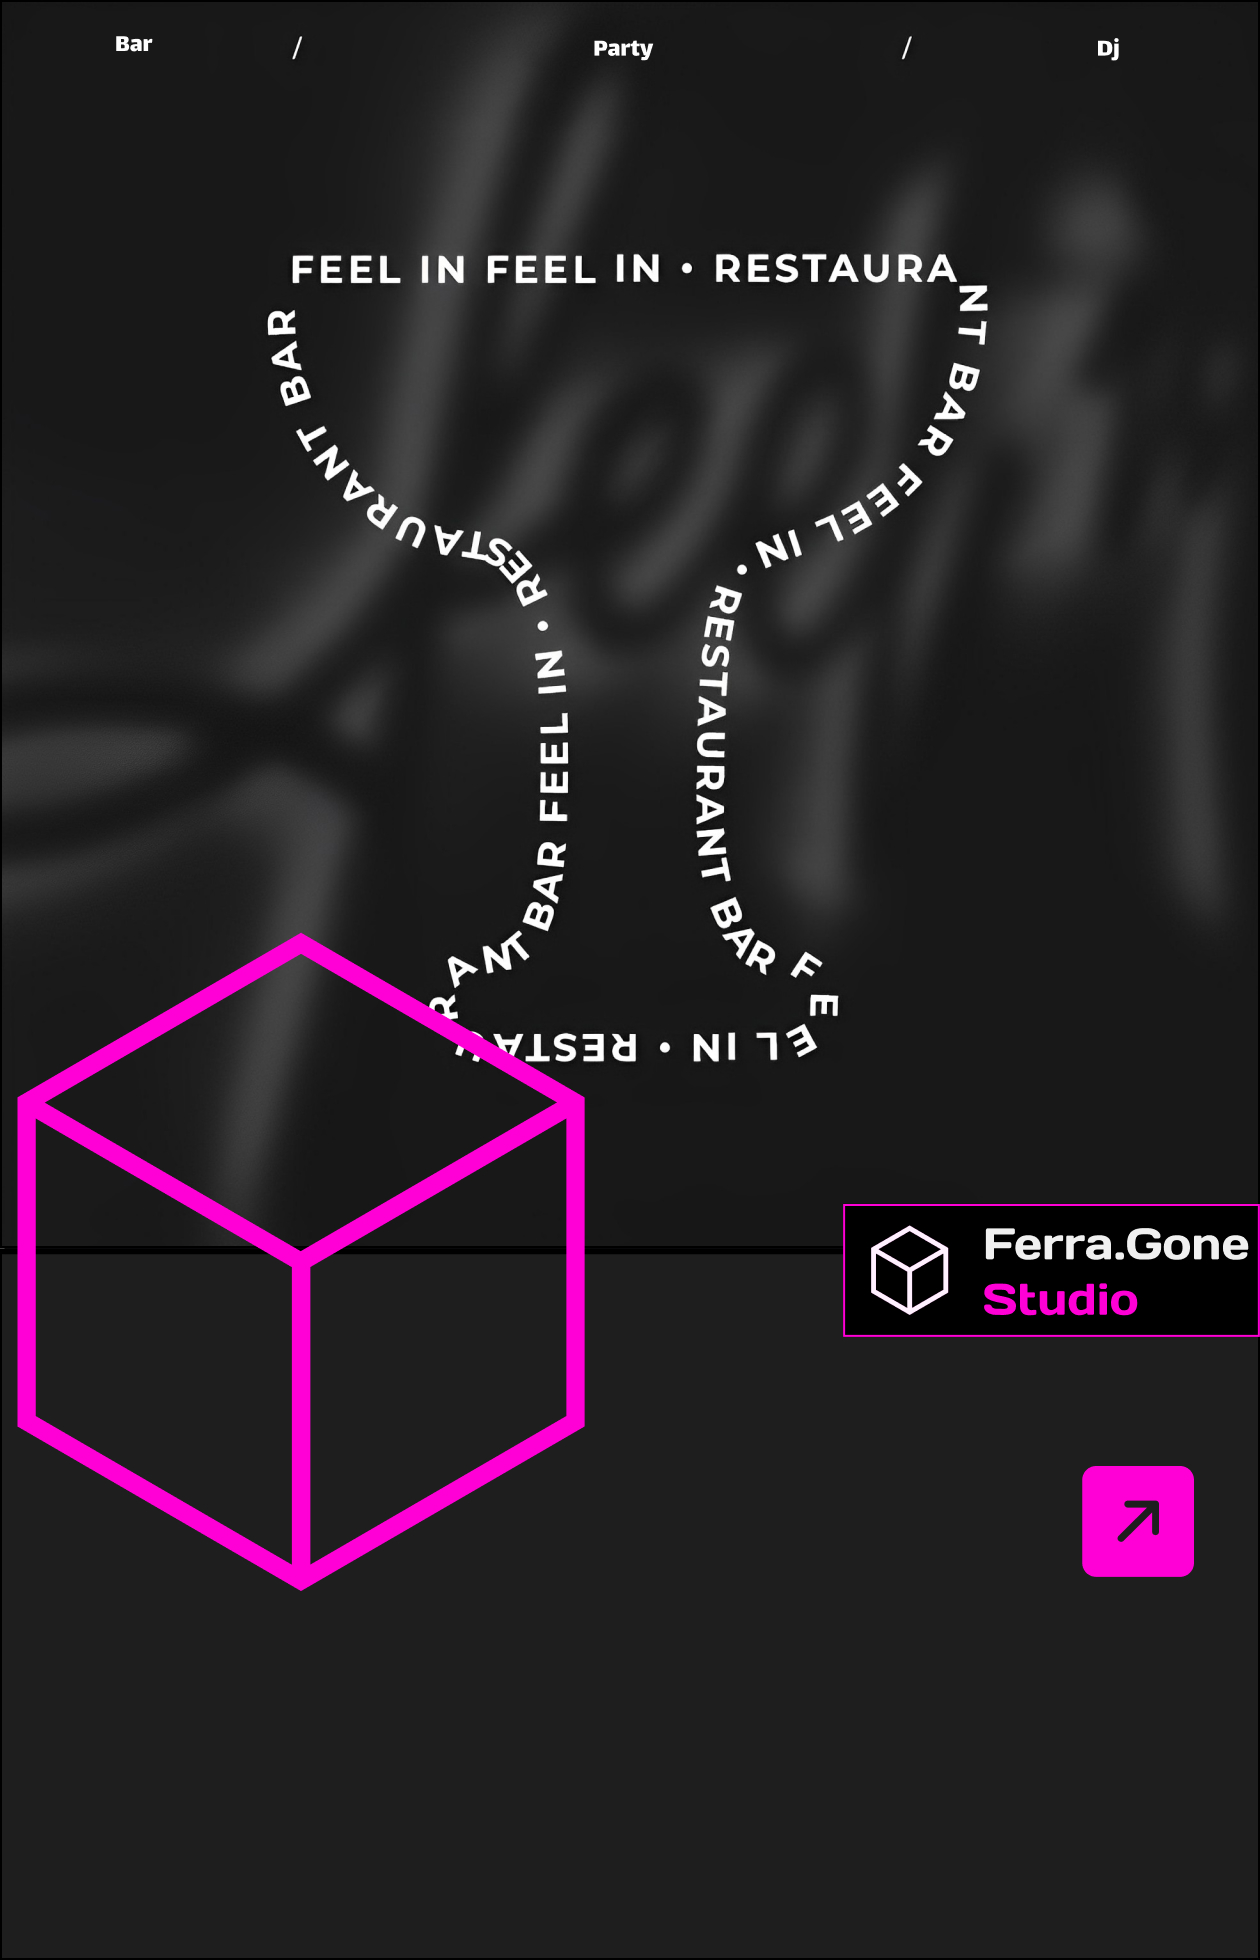 Bar / Party / Dj
FEEL IN FEEL IN • RESTAURANT BAR FEEL IN • RESTAURANT BAR FEEL IN • RESTAURANT BAR FEEL IN • RESTAURANT BAR
Ferra.Gone
Studio